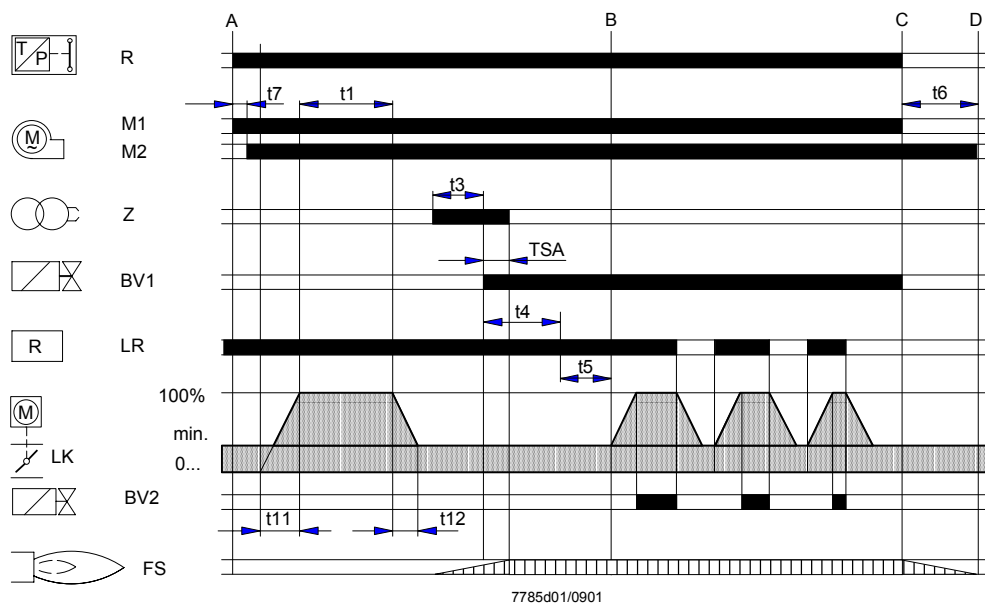 A B C D
T P R
t7 t1 t6
M ~ M1
M2
t3
Z
TSA
BV1
t4
R LR
t5
100%
M
min.
LK
0...
BV2
t11 t12
FS
7785d01/0901